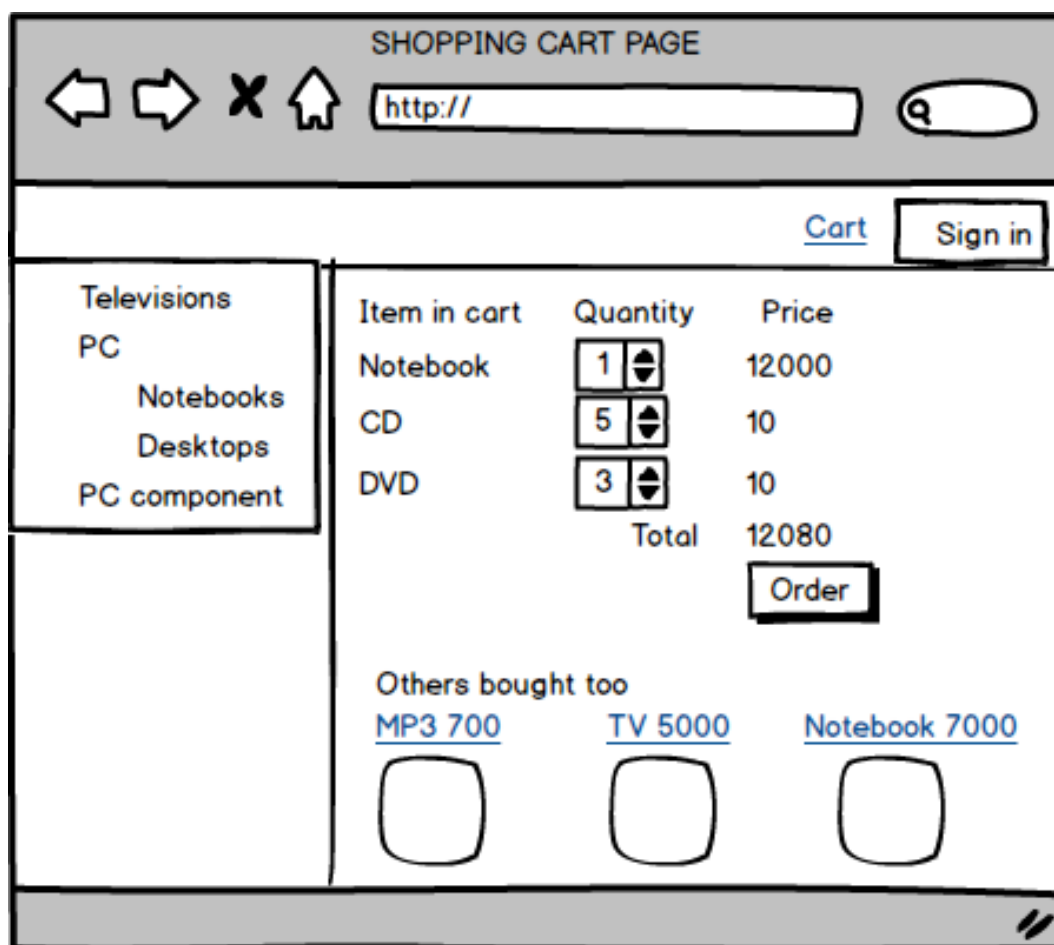 SHOPPING CART PAGE
http://
Cart Sign in
Televisions
PC
Notebooks
Desktops
PC component
Item in cart Quantity Price
Notebook 1 12000
CD 5 10
DVD 3 10
Total 12080
Order
Others bought too
MP3 700 TV 5000 Notebook 7000